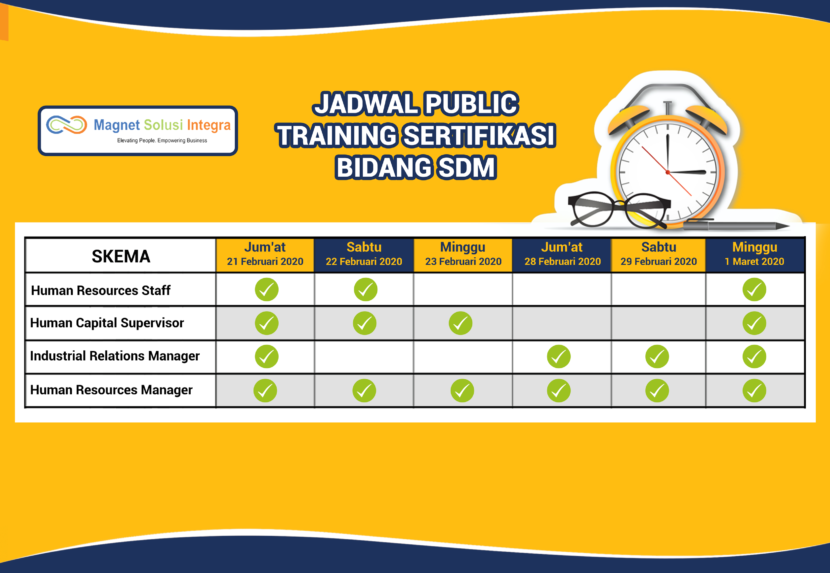 Magnet Solusi Integra
Elevating People, Empowering Business
JADWAL PUBLIC
TRAINING SERTIFIKASI
BIDANG SDM
SKEMA
Jum'at
21 Februari 2020
Sabtu
22 Februari 2020
Minggu
23 Februari 2020
Jum'at
28 Februari 2020
Sabtu
29 Februari 2020
Minggu
1 Maret 2020
Human Resources Staff
Human Capital Supervisor
Industrial Relations Manager
Human Resources Manager